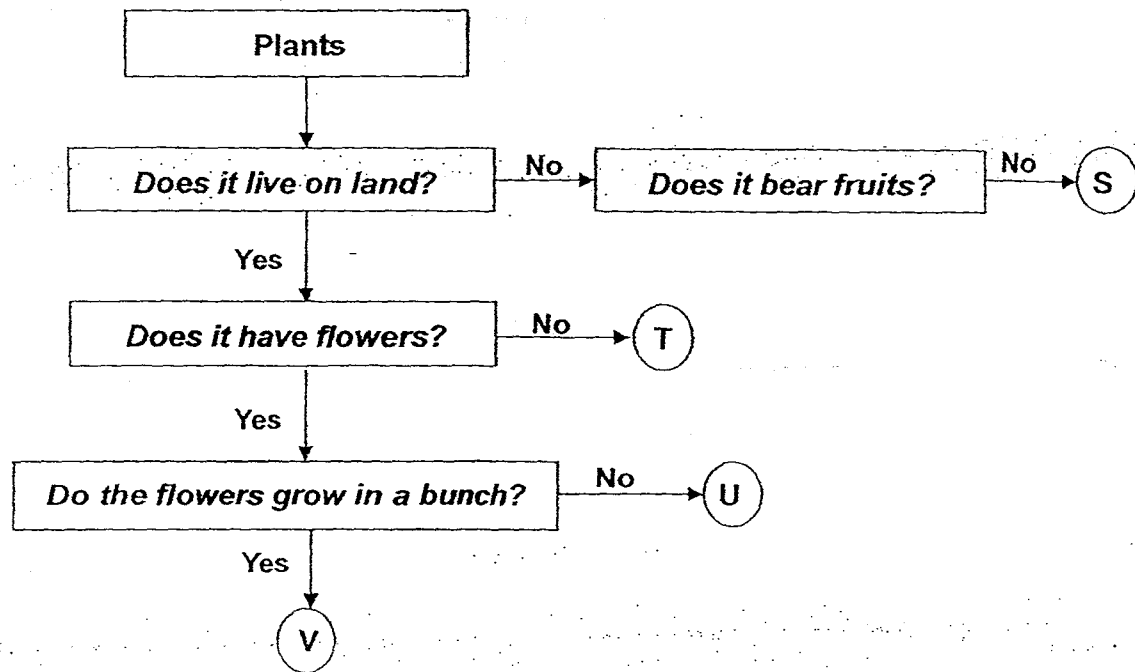 Plants
Does it live on land?
No
Does it bear fruits?
No
S
Yes
Does it have flowers?
No
T
Yes
Do the flowers grow in a bunch?
No
U
Yes
V